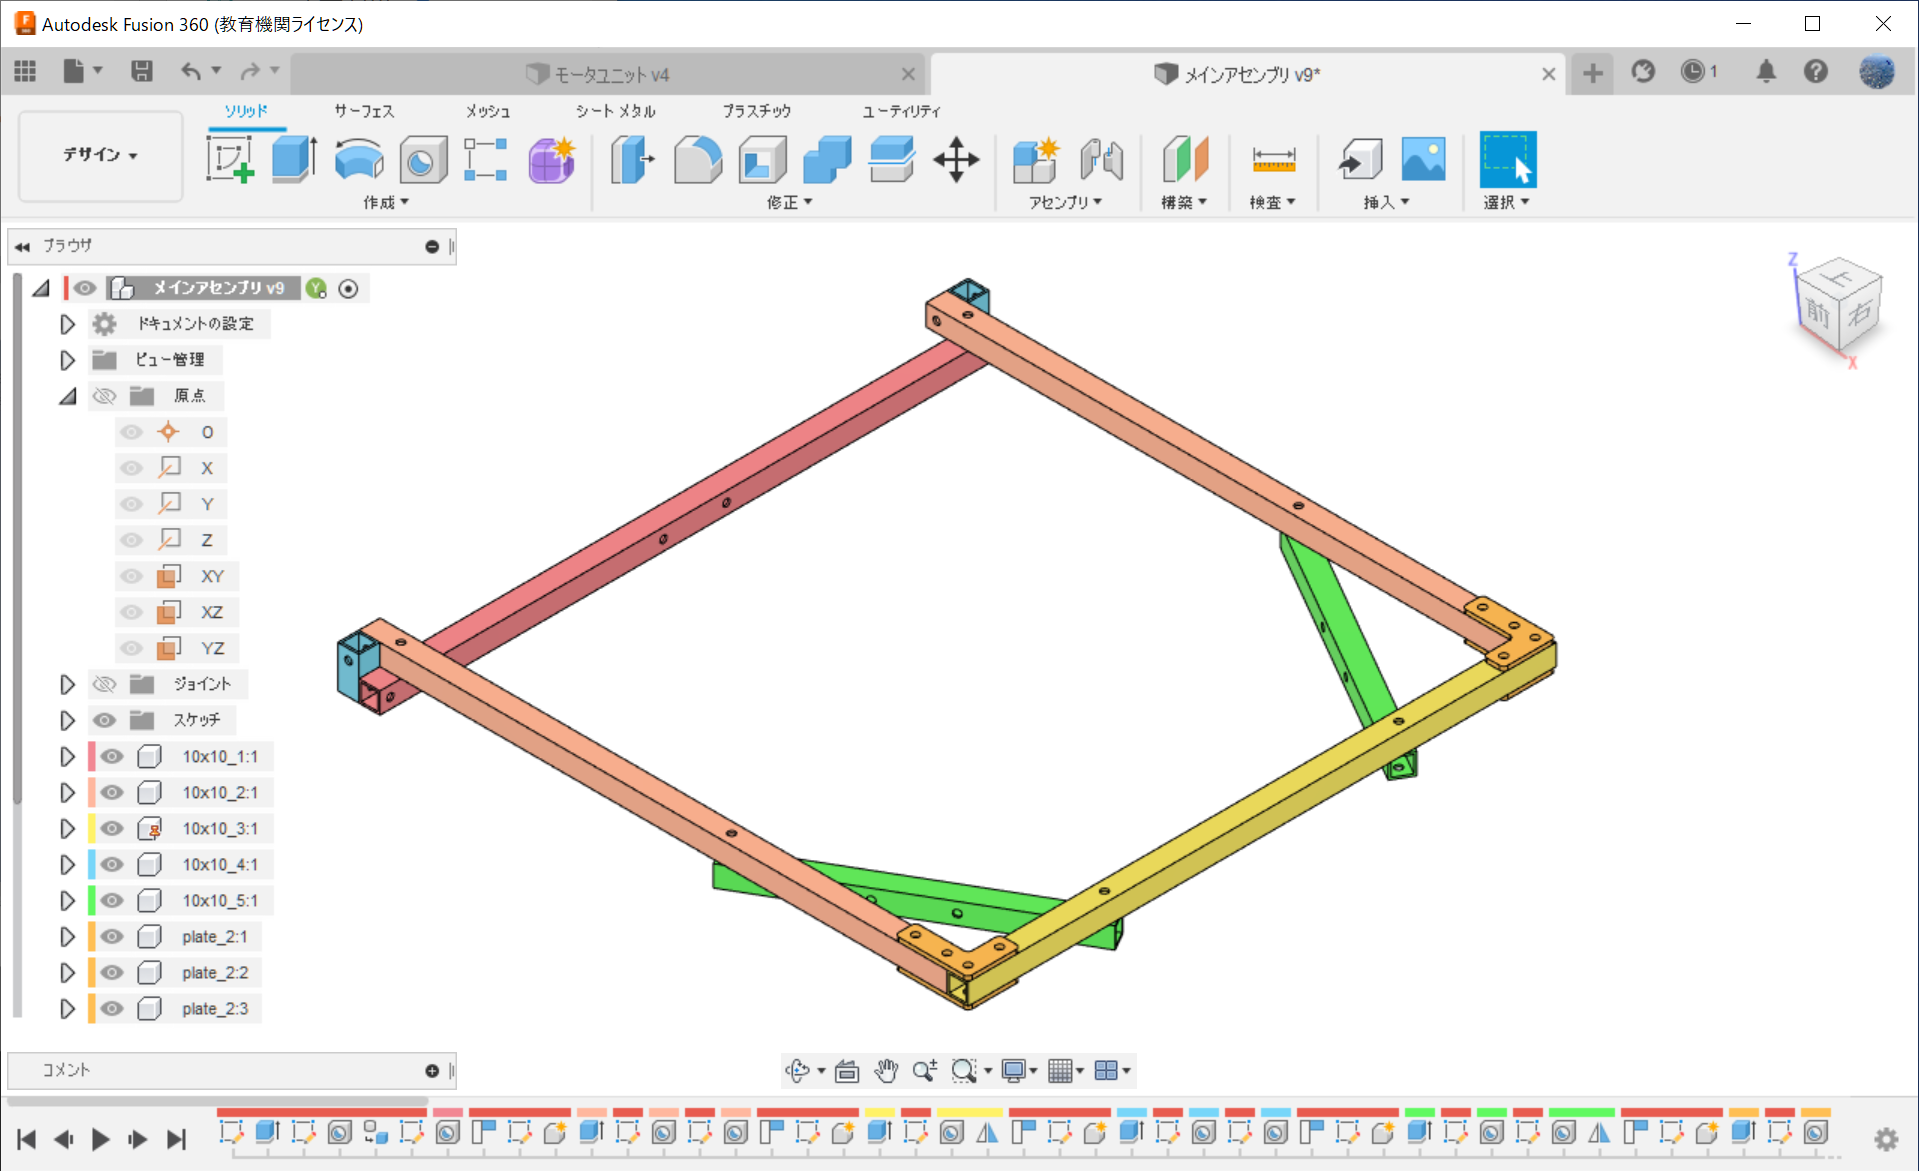 Autodesk Fusion 360 (教育機関ライセンス)
モータユニット v4
メインアセンブリ v9*
1
デザイン
ソリッド
サーフェス
メッシュ
シート メタル
プラスチック
ユーティリティ
作成
修正
アセンブリ
構築
検査
挿入
選択
ブラウザ
メインアセンブリ v9
ドキュメントの設定
ビュー管理
原点
O
X
Y
Z
XY
XZ
YZ
ジョイント
スケッチ
10x10_1:1
10x10_2:1
10x10_3:1
10x10_4:1
10x10_5:1
plate_2:1
plate_2:2
plate_2:3
Z
上
前
右
X
コメント